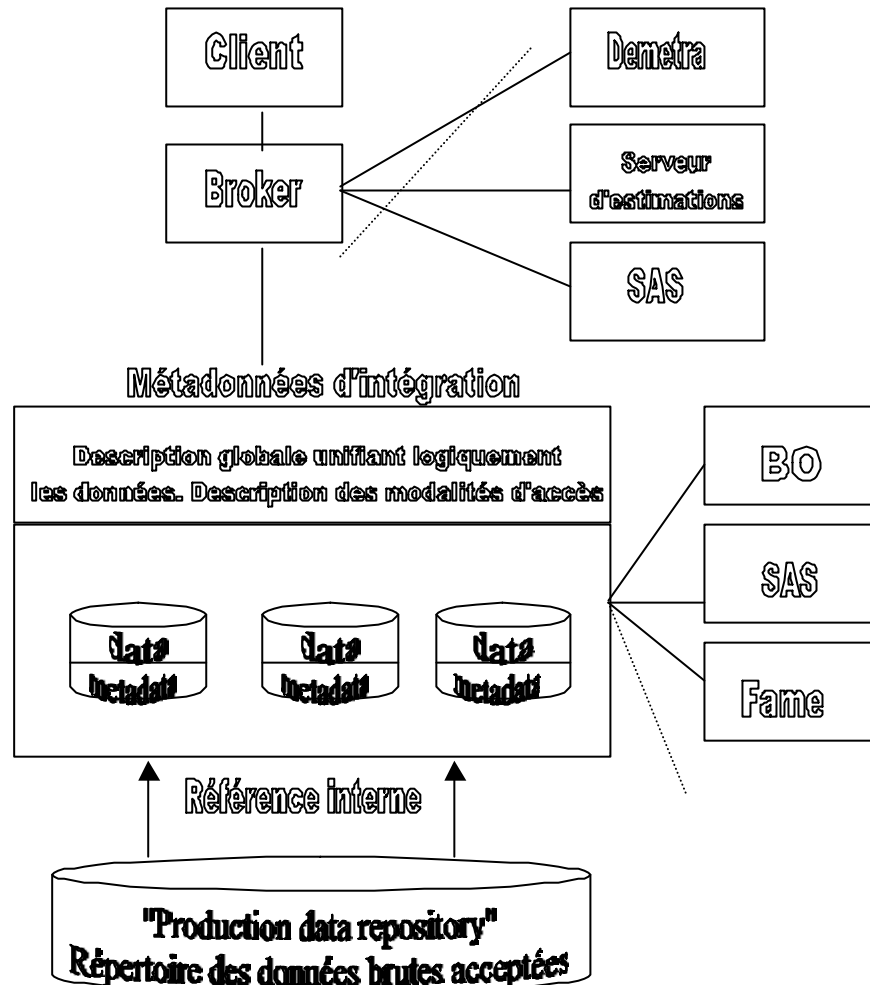 Client
Demetra
Broker
Serveur
d'estimations
SAS
Métadonnées d'intégration
Description globale unifiant logiquement
les données. Description des modalités d'accès
BO
SAS
Fame
data
metadata
data
metadata
data
metadata
Référence interne
"Production data repository"
Répertoire des données brutes acceptées